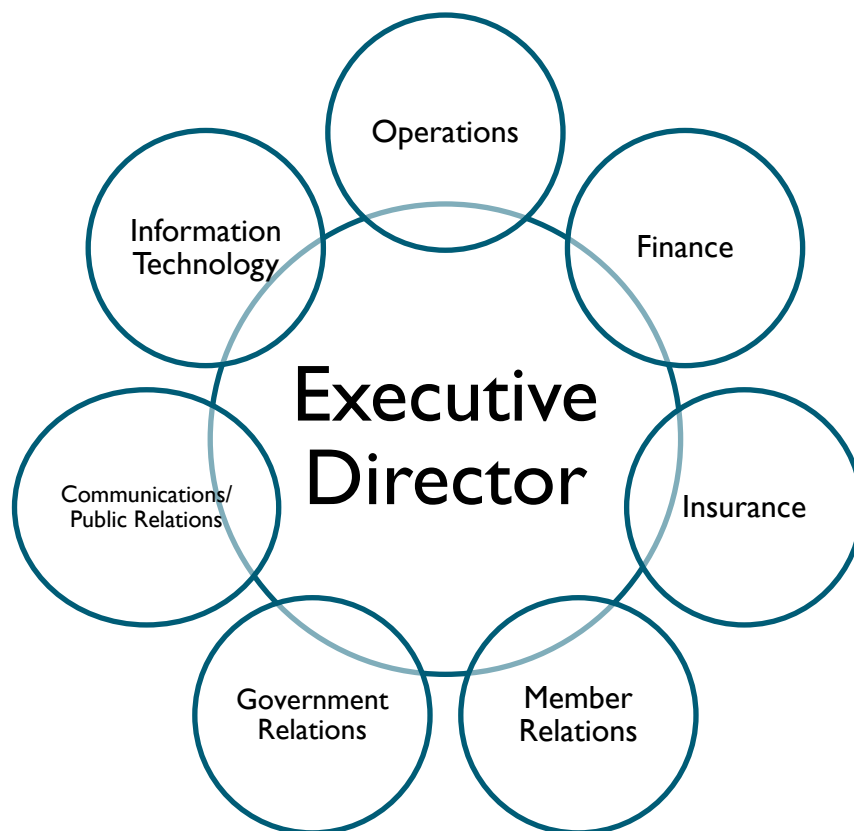 Operations
Information
Technology
Finance
Executive
Director
Communications/
Public Relations
Insurance
Government
Relations
Member
Relations